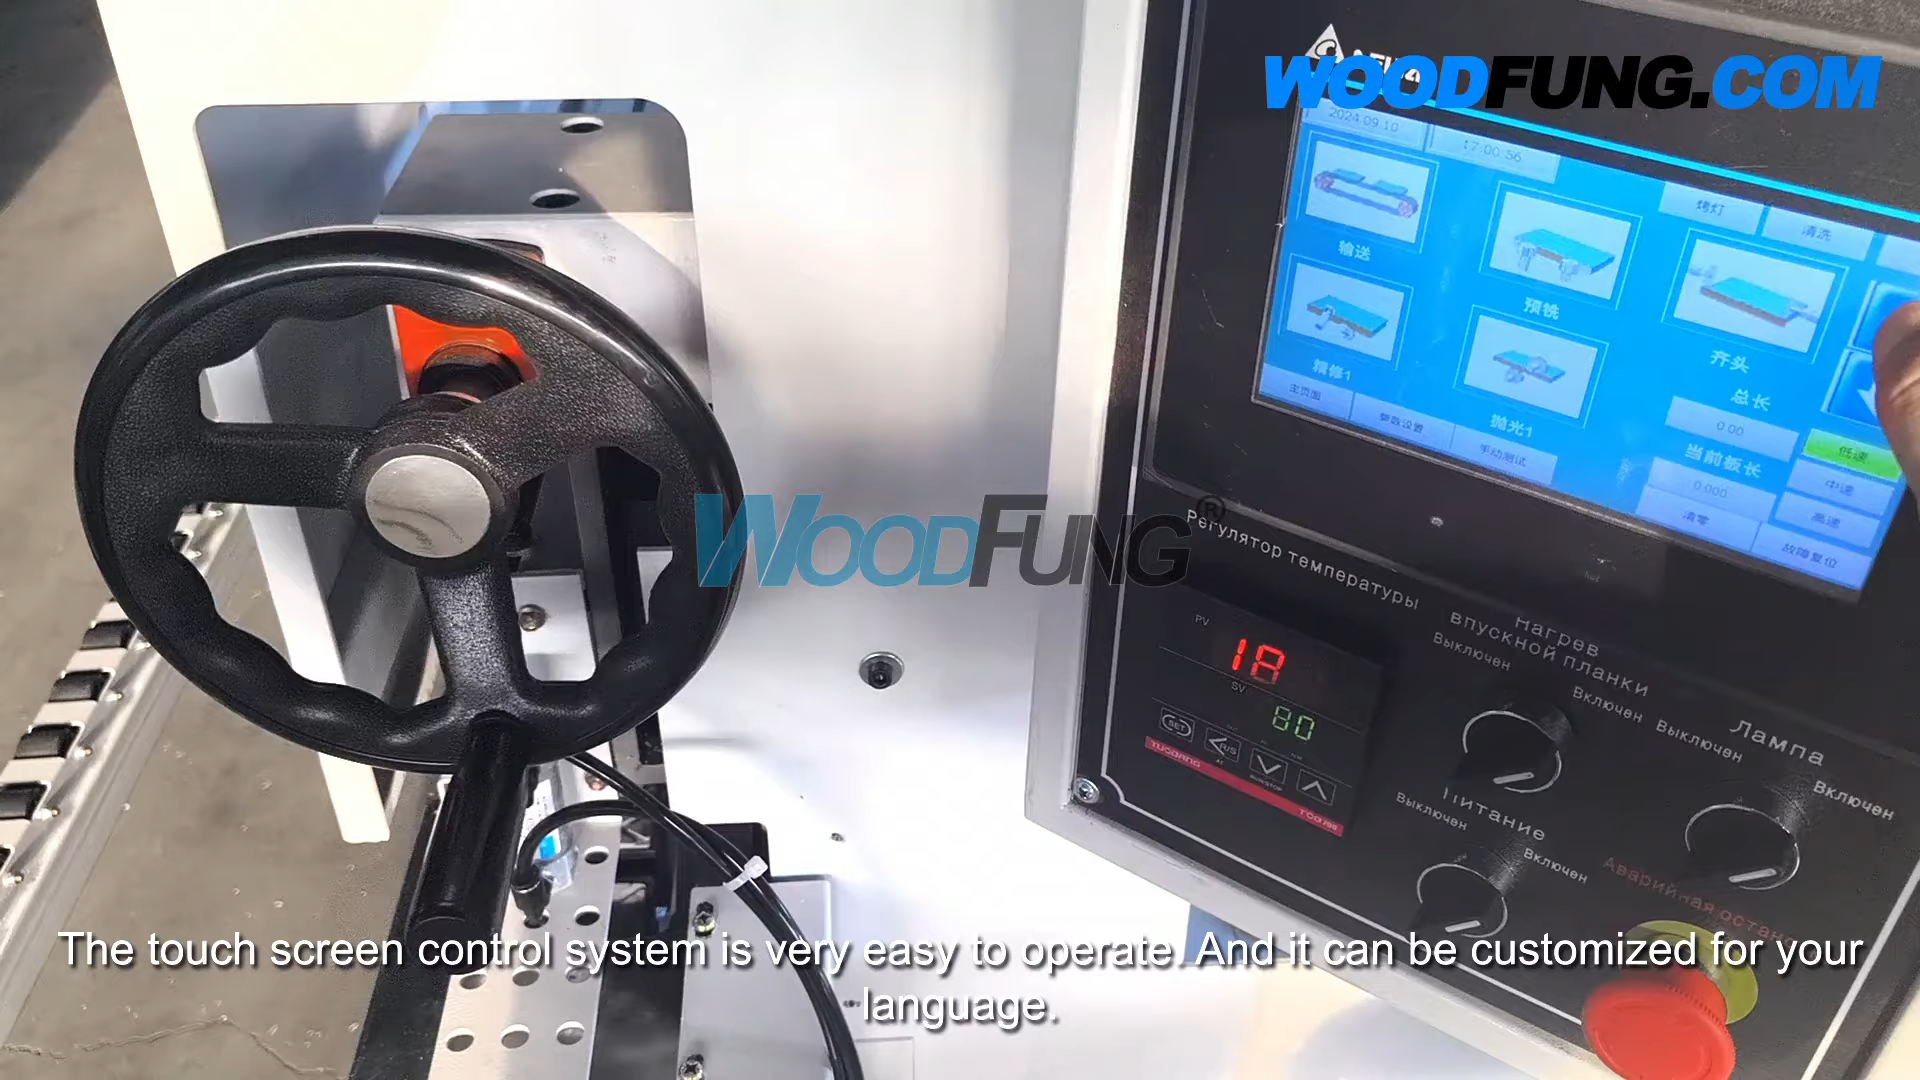 WOODFUNG.COM
2024.09.10
17:00:56
烤灯
清洗
输送
预铣
齐头
精修1
抛光1
总长
0.00
当前板长
0.000
低速
中速
高速
主页面
参数设置
手动测试
清零
故障复位
WOODFUNG®
Регулятор температуры
PV
18
SV
80
SET
R/S
Нагрев
впускной планки
Выключен
Включен
Лампа
Выключен
Включен
Питание
Выключен
Включен
Аварийная остано
The touch screen control system is very easy to operate. And it can be customized for your
language.